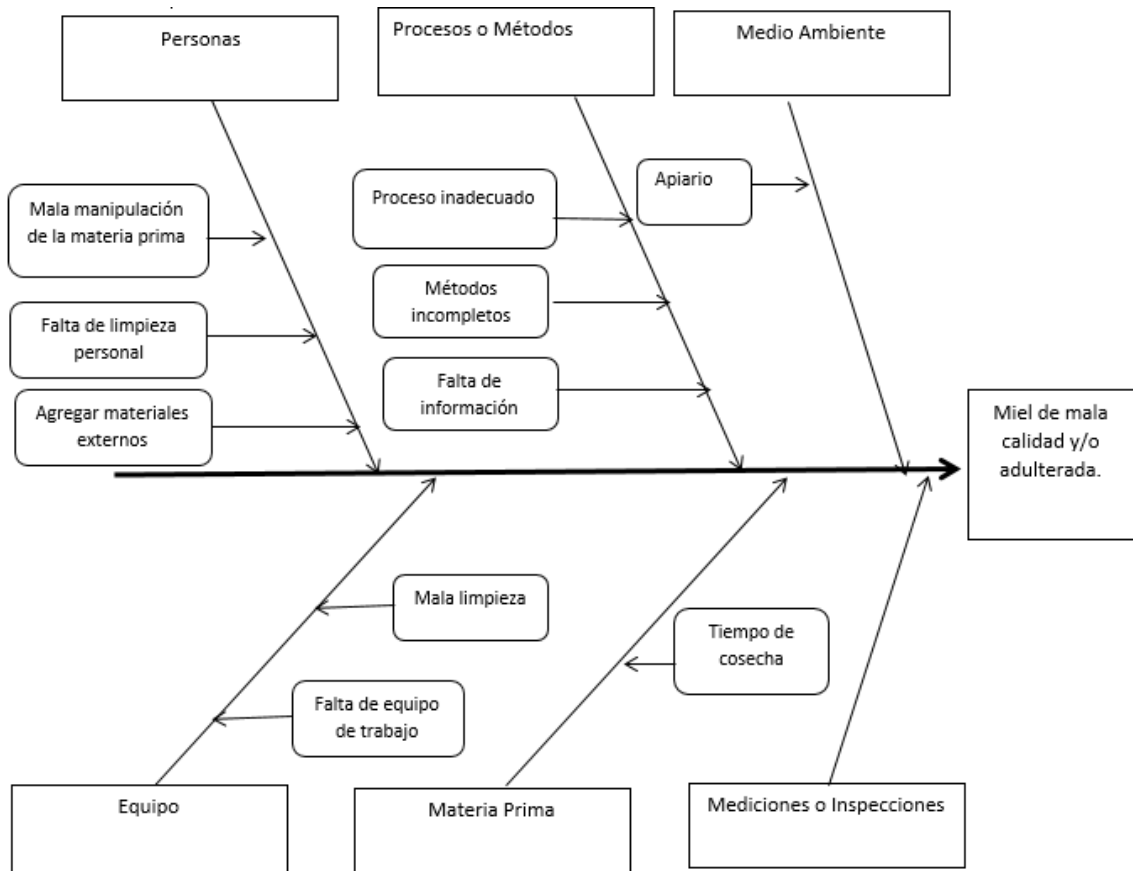 Personas
Procesos o Métodos
Medio Ambiente
Apiario
Mala manipulación
de la materia prima
Proceso inadecuado
Métodos
incompletos
Falta de limpieza
personal
Falta de
información
Agregar materiales
externos
Miel de mala
calidad y/o
adulterada.
Mala limpieza
Tiempo de
cosecha
Falta de equipo
de trabajo
Equipo
Materia Prima
Mediciones o Inspecciones